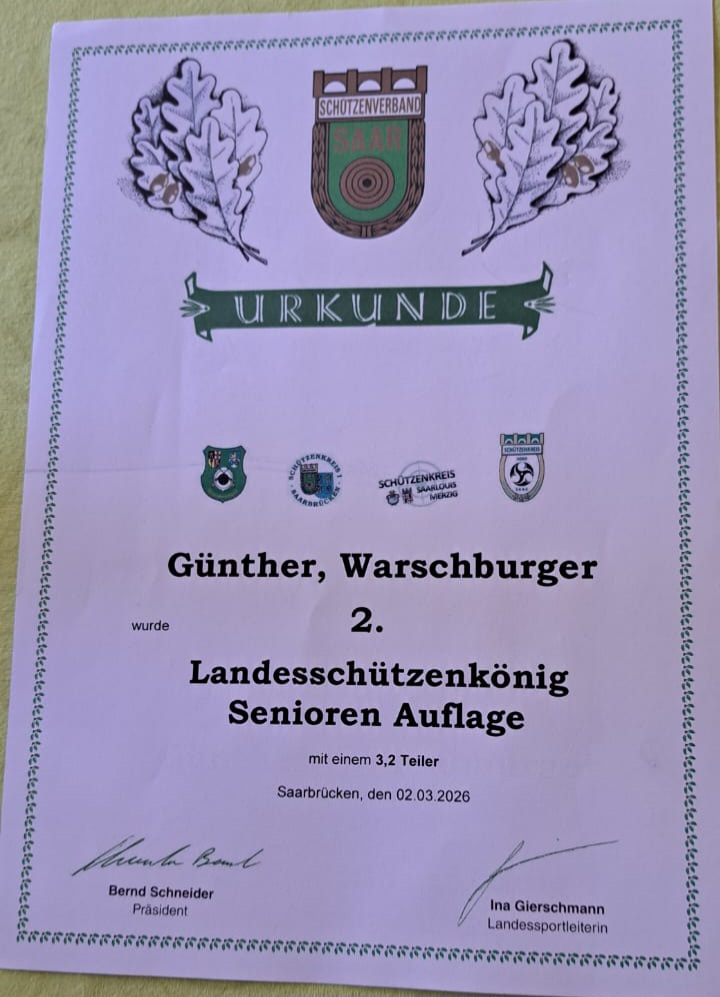 SCHÜTZENVERBAND
SAAR
URKUNDE
SCHÜTZENKREIS I
SAARBRÜCKEN
SCHÜTZENKREIS
SAARLOUIS
MERZIG
SCHÜTZENKREIS
Günther, Warschburger
wurde 2.
Landesschützenkönig
Senioren Auflage
mit einem 3,2 Teiler
Saarbrücken, den 02.03.2026
Bernd Schneider
Präsident
Ina Gierschmann
Landessportleiterin